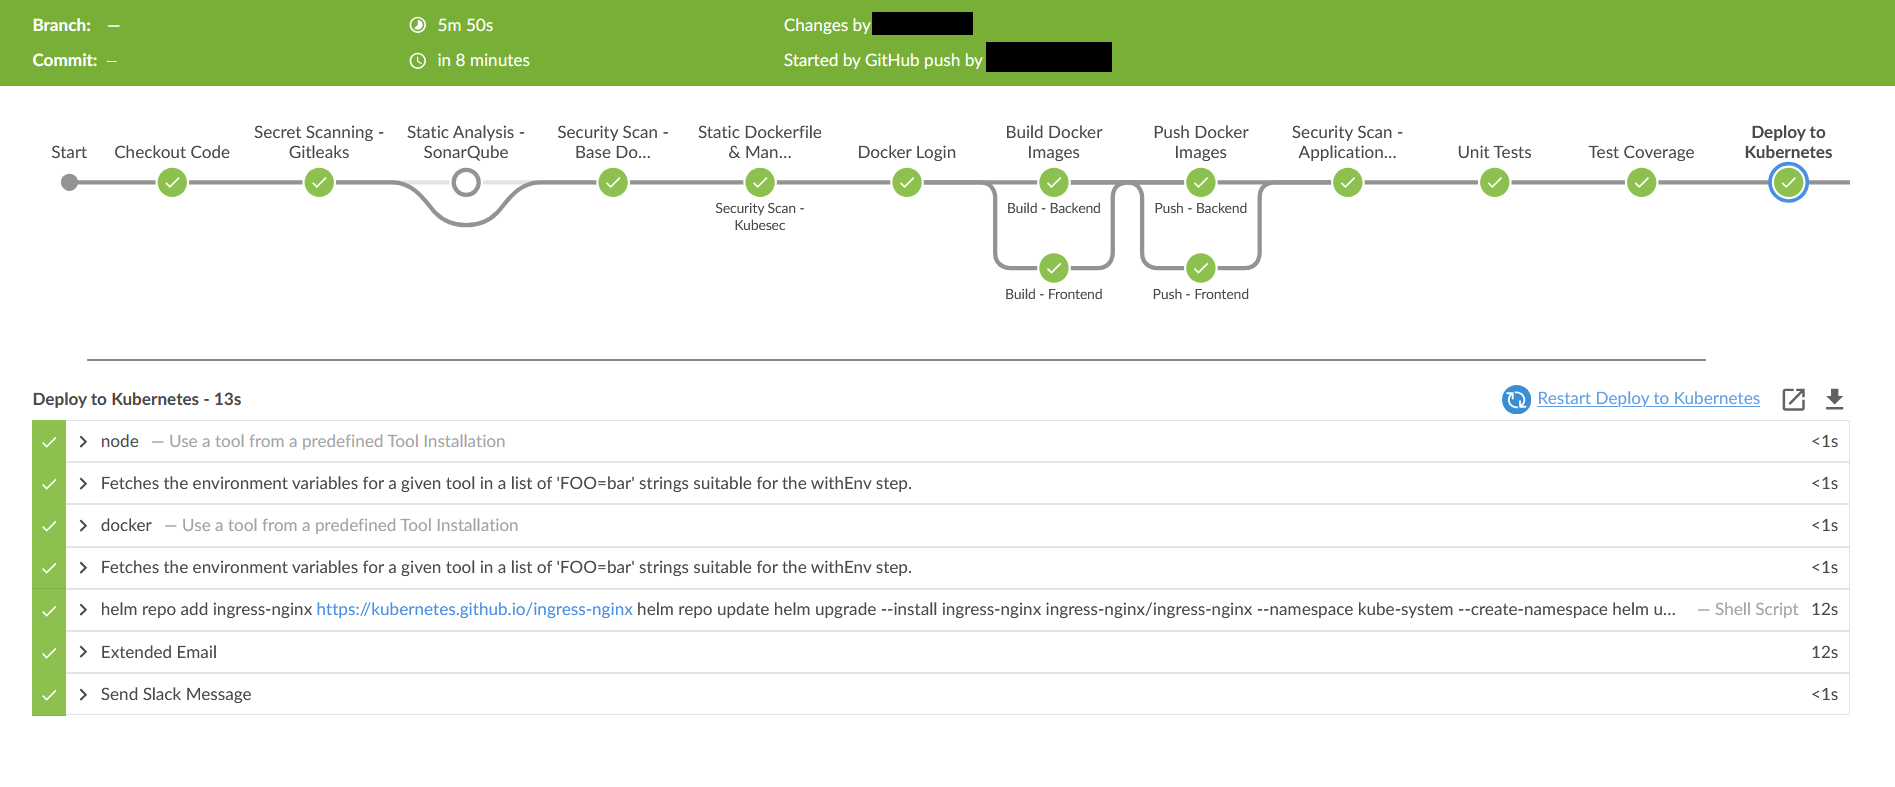 Branch: —
5m 50s
Changes by
Commit: —
in 8 minutes
Started by GitHub push by
Start
Checkout Code
Secret Scanning -
Gitleaks
Static Analysis -
SonarQube
Security Scan -
Base Do...
Static Dockerfile
& Man...
Docker Login
Build Docker
Images
Push Docker
Images
Security Scan -
Application...
Unit Tests
Test Coverage
Deploy to
Kubernetes
Security Scan -
Kubesec
Build - Backend
Push - Backend
Build - Frontend
Push - Frontend
Deploy to Kubernetes - 13s
Restart Deploy to Kubernetes
node — Use a tool from a predefined Tool Installation <1s
Fetches the environment variables for a given tool in a list of 'FOO=bar' strings suitable for the withEnv step. <1s
docker — Use a tool from a predefined Tool Installation <1s
Fetches the environment variables for a given tool in a list of 'FOO=bar' strings suitable for the withEnv step. <1s
helm repo add ingress-nginx https://kubernetes.github.io/ingress-nginx helm repo update helm upgrade --install ingress-nginx ingress-nginx/ingress-nginx --namespace kube-system --create-namespace helm u... — Shell Script 12s
Extended Email 12s
Send Slack Message <1s